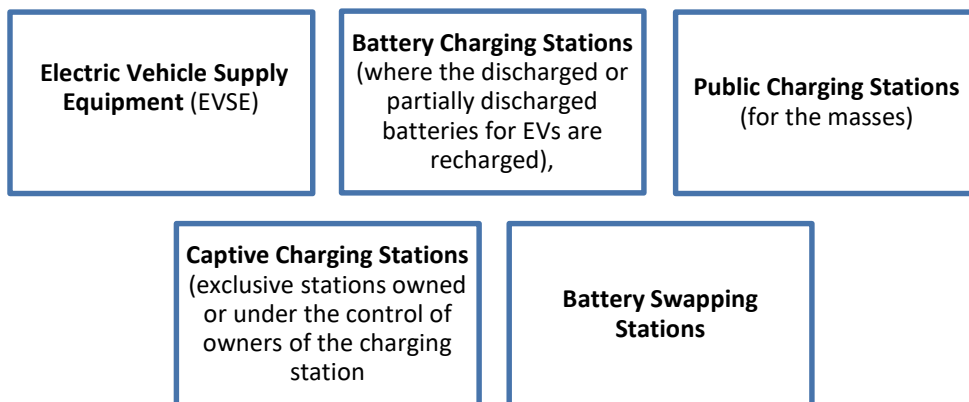 Electric Vehicle Supply
Equipment (EVSE)
Battery Charging Stations
(where the discharged or
partially discharged
batteries for EVs are
recharged),
Public Charging Stations
(for the masses)
Captive Charging Stations
(exclusive stations owned
or under the control of
owners of the charging
station
Battery Swapping
Stations